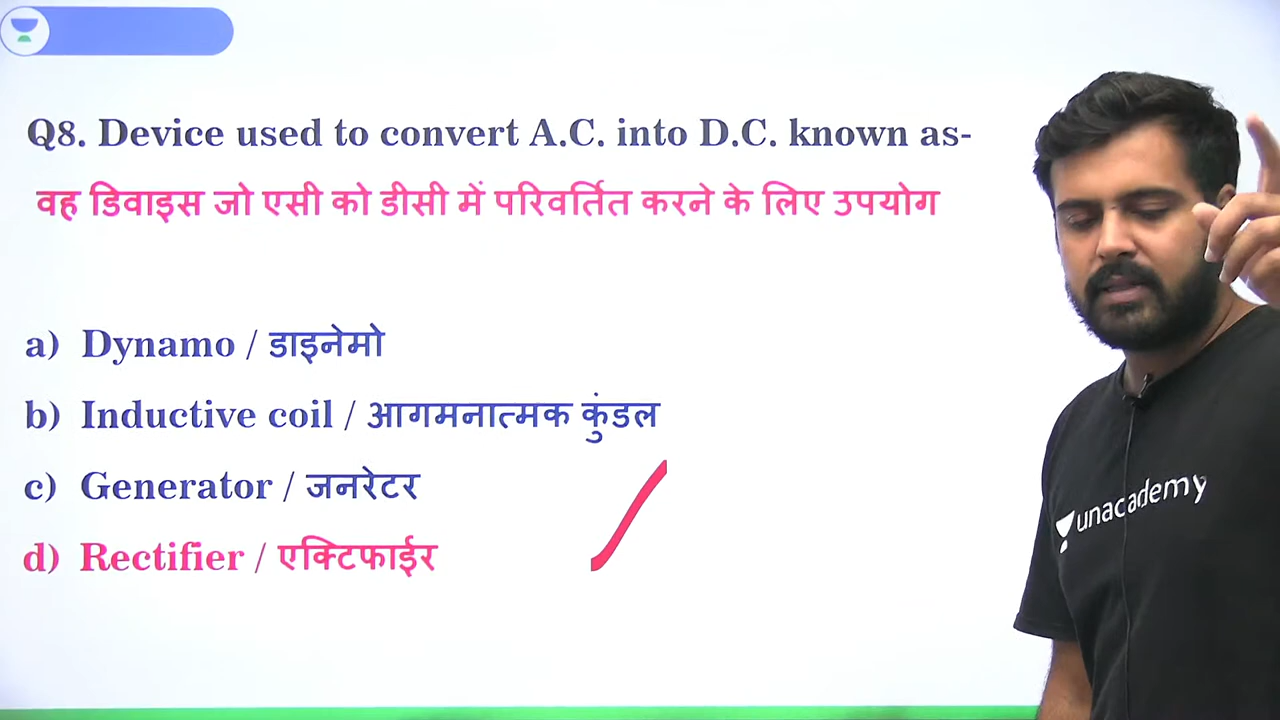 Q8. Device used to convert A.C. into D.C. known as-
वह डिवाइस जो एसी को डीसी में परिवर्तित करने के लिए उपयोग
a) Dynamo / डाइनेमो
b) Inductive coil / आगमनात्मक कुंडल
c) Generator / जनरेटर
d) Rectifier / एक्टिफाईर
unacademy